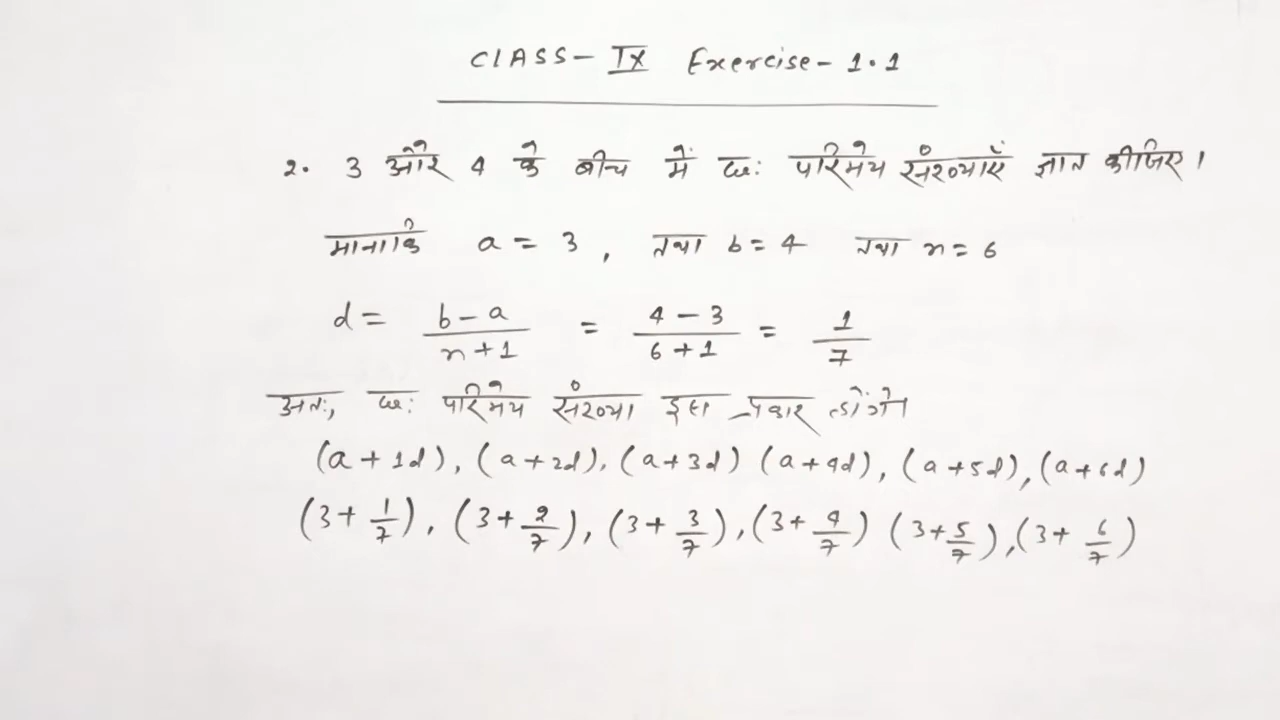 CLASS - IX Exercise - 1.1
2. 3 और 4 के बीच में छः परिमेय संख्याएँ ज्ञात कीजिए।
माना कि a = 3 , तथा b = 4 तथा n = 6
d = b - a / n + 1 = 4 - 3 / 6 + 1 = 1 / 7
अतः, छः परिमेय संख्या इस प्रकार होंगे
(a + 1d), (a + 2d), (a + 3d) (a + 4d), (a + 5d), (a + 6d)
(3 + 1/7), (3 + 2/7), (3 + 3/7), (3 + 4/7) (3 + 5/7), (3 + 6/7)